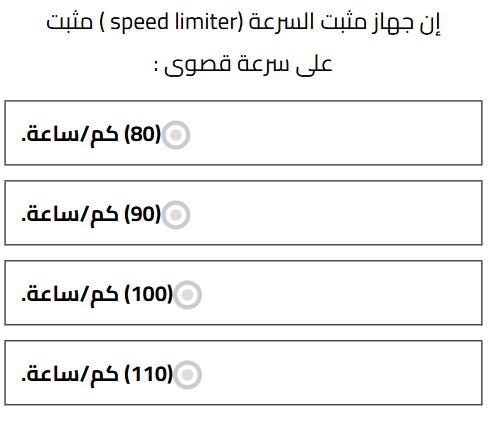 إن جهاز مثبت السرعة (speed limiter ) مثبت
على سرعة قصوى :
(80) كم/ساعة.
(90) كم/ساعة.
(100) كم/ساعة.
(110) كم/ساعة.